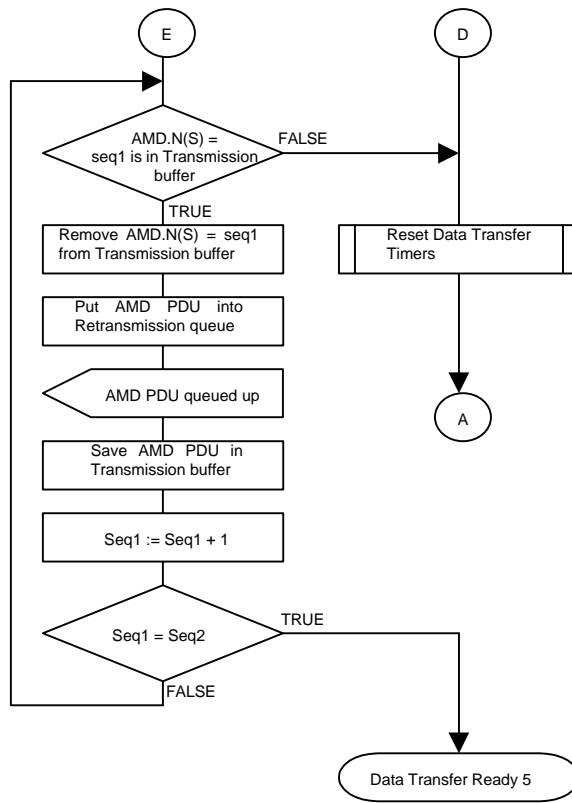 E
D
AMD.N(S) =
seq1 is in Transmission
buffer
FALSE
TRUE
Remove AMD.N(S) = seq1
from Transmission buffer
Reset Data Transfer
Timers
Put AMD PDU into
Retransmission queue
AMD PDU queued up
A
Save AMD PDU in
Transmission buffer
Seq1 := Seq1 + 1
Seq1 = Seq2
TRUE
FALSE
Data Transfer Ready 5